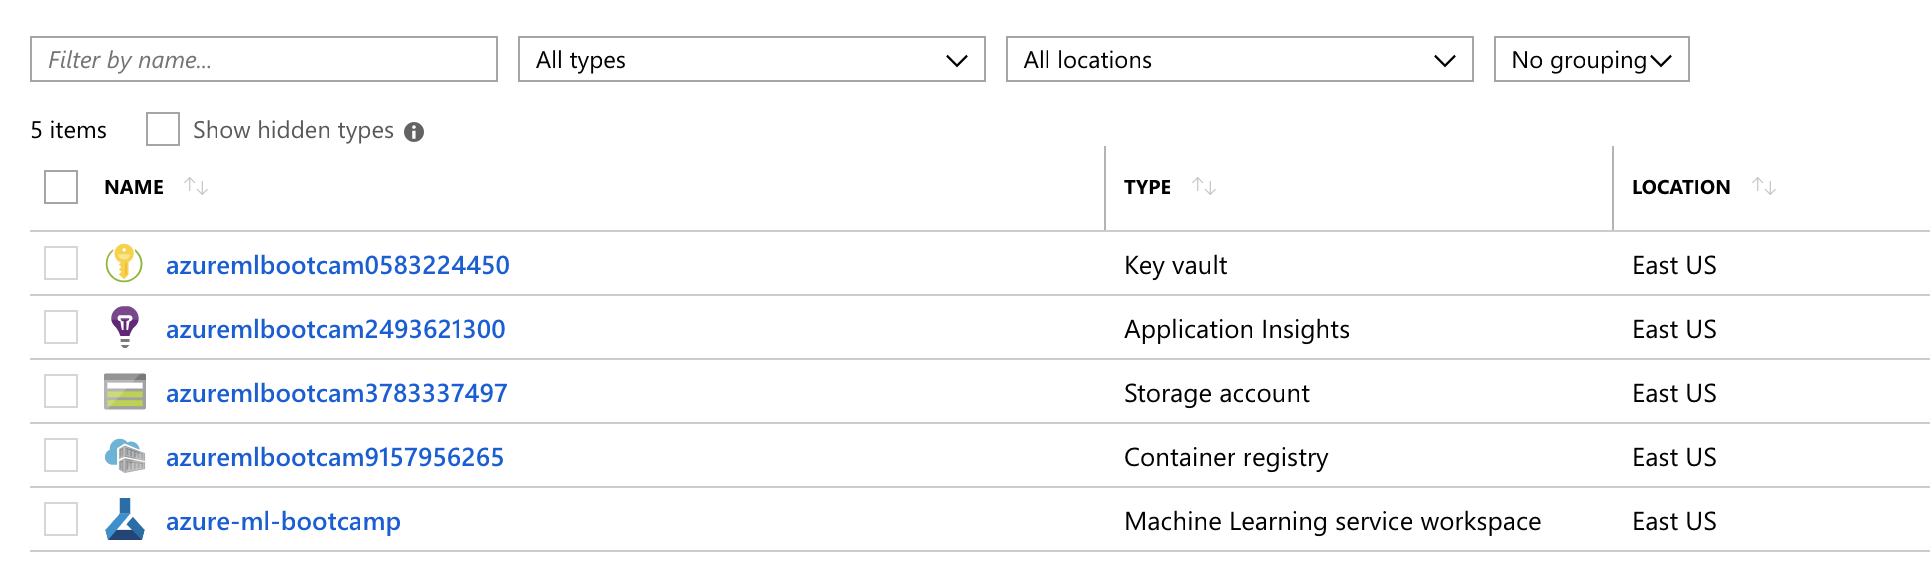 Filter by name... All types All locations No grouping
5 items Show hidden types
NAME TYPE LOCATION
azuremlbootcam0583224450 Key vault East US
azuremlbootcam2493621300 Application Insights East US
azuremlbootcam3783337497 Storage account East US
azuremlbootcam9157956265 Container registry East US
azure-ml-bootcamp Machine Learning service workspace East US